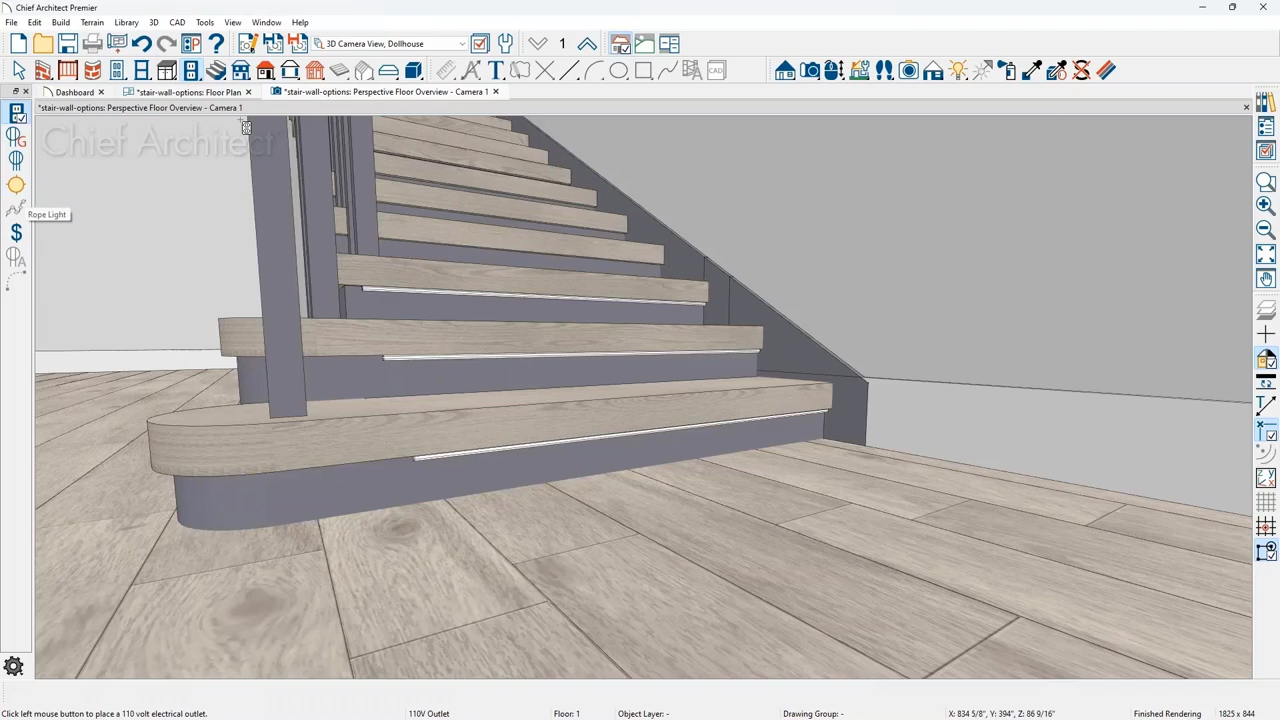 Chief Architect Premier
File Edit Build Terrain Library 3D CAD Tools View Window Help
3D Camera View, Dollhouse
1
CAD
Dashboard
*stair-wall-options: Floor Plan
*stair-wall-options: Perspective Floor Overview - Camera 1
*stair-wall-options: Perspective Floor Overview - Camera 1
Chief Architect
Rope Light
Click left mouse button to place a 110 volt electrical outlet.
110V Outlet
Floor: 1
Object Layer: -
Drawing Group: -
X: 834 5/8", Y: 394", Z: 86 9/16"
Finished Rendering
1825 x 844